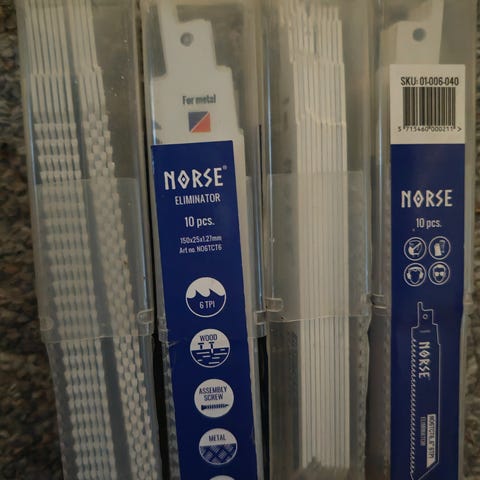 For metal
NORSE®
ELIMINATOR
10 pcs.
150x25x1.27mm
Art no. NO6TCT6
6 TPI
WOOD
ASSEMBLY
SCREW
METAL
SKU: 01-006-040
5 715460 000211 >
NORSE
10 pcs.
NORSE
ELIMINATOR